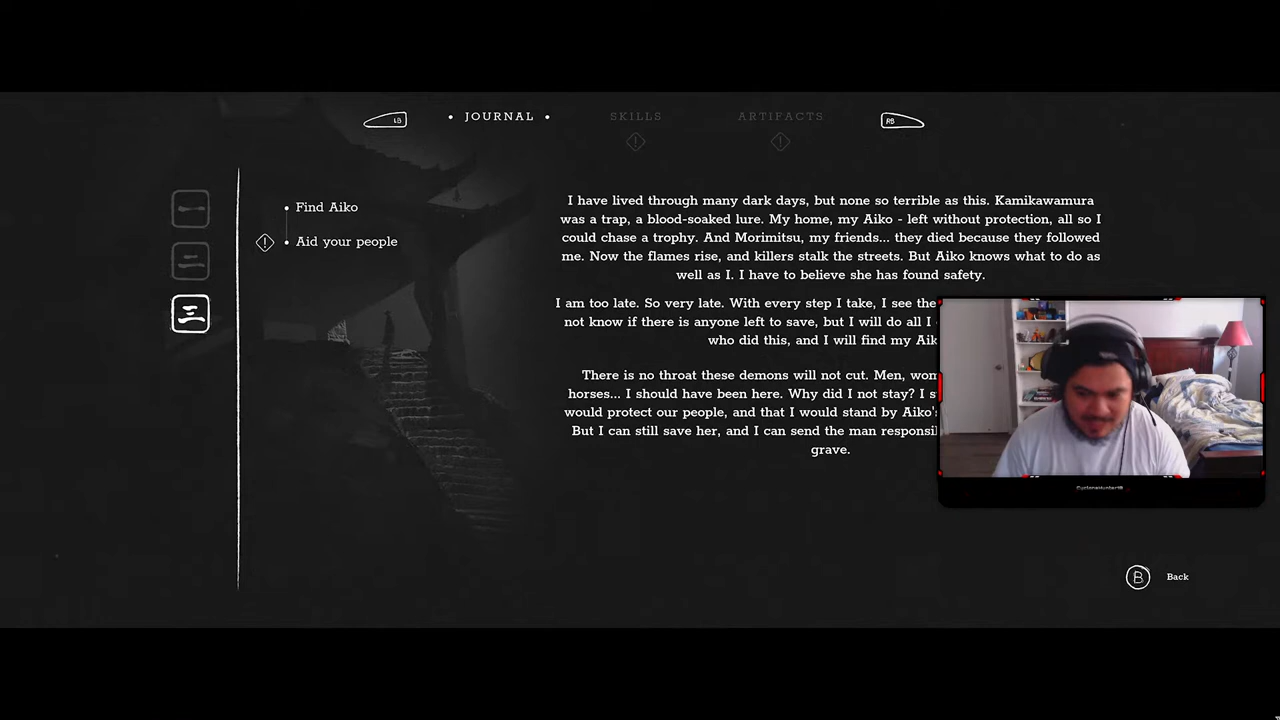 LB
• JOURNAL •
SKILLS
ARTIFACTS
RB
一
二
三
Find Aiko
Aid your people
I have lived through many dark days, but none so terrible as this. Kamikawamura
was a trap, a blood-soaked lure. My home, my Aiko - left without protection, all so I
could chase a trophy. And Morimitsu, my friends... they died because they followed
me. Now the flames rise, and killers stalk the streets. But Aiko knows what to do as
well as I. I have to believe she has found safety.
I am too late. So very late. With every step I take, I see the
not know if there is anyone left to save, but I will do all I
who did this, and I will find my Aik
There is no throat these demons will not cut. Men, wom
horses... I should have been here. Why did I not stay? I s
would protect our people, and that I would stand by Aiko's
But I can still save her, and I can send the man responsi
grave.
B Back